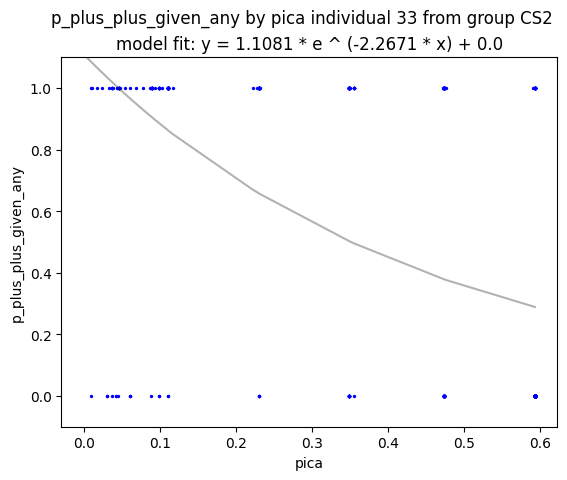 p_plus_plus_given_any by pica individual 33 from group CS2
model fit: y = 1.1081 * e ^ (-2.2671 * x) + 0.0
p_plus_plus_given_any
1.0
0.8
0.6
0.4
0.2
0.0
0.0 0.1 0.2 0.3 0.4 0.5 0.6
pica